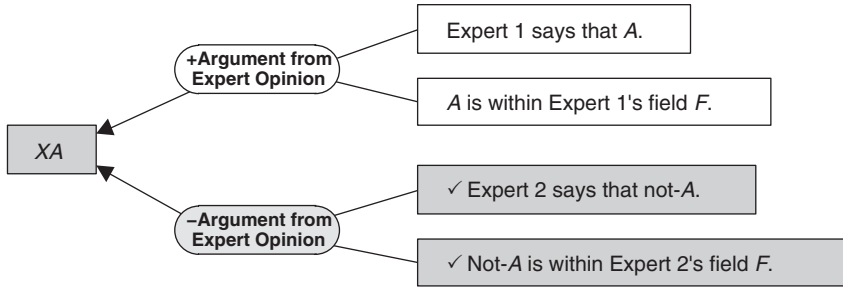 Expert 1 says that A.
+Argument from
Expert Opinion
A is within Expert 1's field F.
XA
✓ Expert 2 says that not-A.
−Argument from
Expert Opinion
✓ Not-A is within Expert 2's field F.